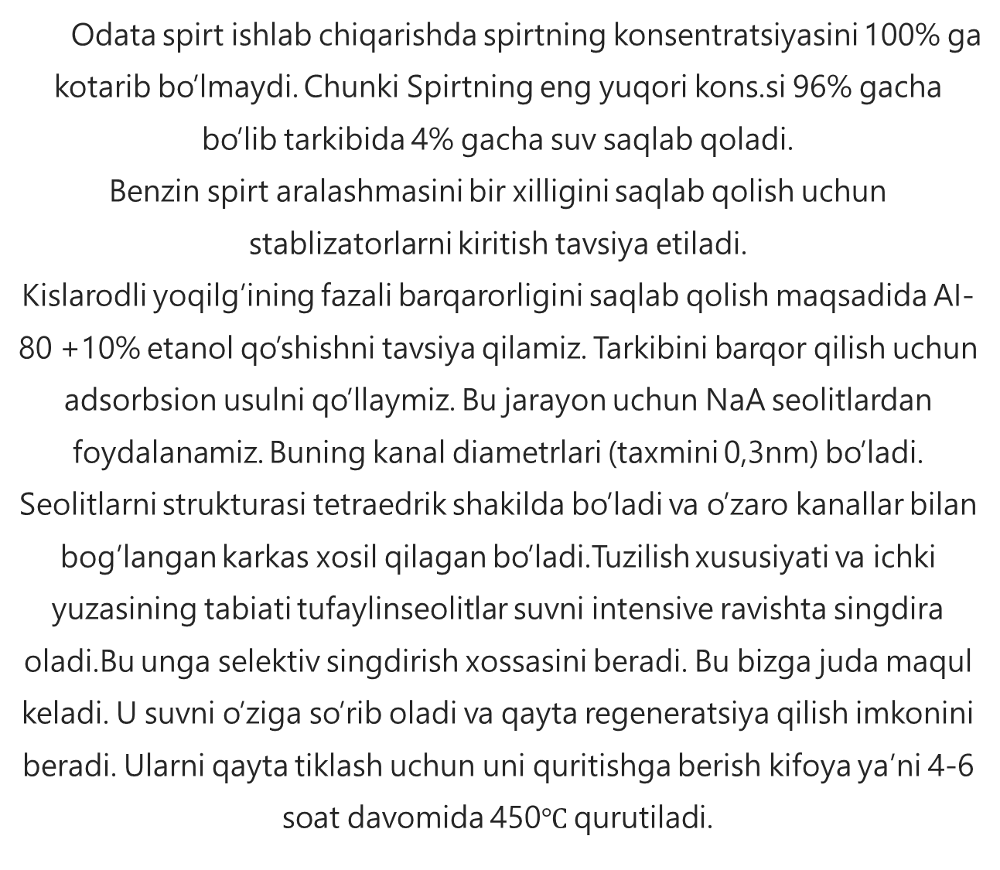 Odata spirt ishlab chiqarishda spirtning konsentratsiyasini 100% ga
kotarib bo‘lmaydi. Chunki Spirtning eng yuqori kons.si 96% gacha
bo‘lib tarkibida 4% gacha suv saqlab qoladi.
Benzin spirt aralashmasini bir xilligini saqlab qolish uchun
stablizatorlarni kiritish tavsiya etiladi.
Kislarodli yoqilg‘ining fazali barqarorligini saqlab qolish maqsadida AI-
80 +10% etanol qo‘shishni tavsiya qilamiz. Tarkibini barqor qilish uchun
adsorbsion usulni qo‘llaymiz. Bu jarayon uchun NaA seolitlardan
foydalanamiz. Buning kanal diametrlari (taxmini 0,3nm) bo‘ladi.
Seolitlarni strukturasi tetraedrik shakilda bo‘ladi va o‘zaro kanallar bilan
bog‘langan karkas xosil qilagan bo‘ladi.Tuzilish xususiyati va ichki
yuzasining tabiati tufaylinseolitlar suvni intensive ravishta singdira
oladi.Bu unga selektiv singdirish xossasini beradi. Bu bizga juda maqul
keladi. U suvni o‘ziga so‘rib oladi va qayta regeneratsiya qilish imkonini
beradi. Ularni qayta tiklash uchun uni quritishga berish kifoya ya’ni 4-6
soat davomida 450℃ qurutiladi.